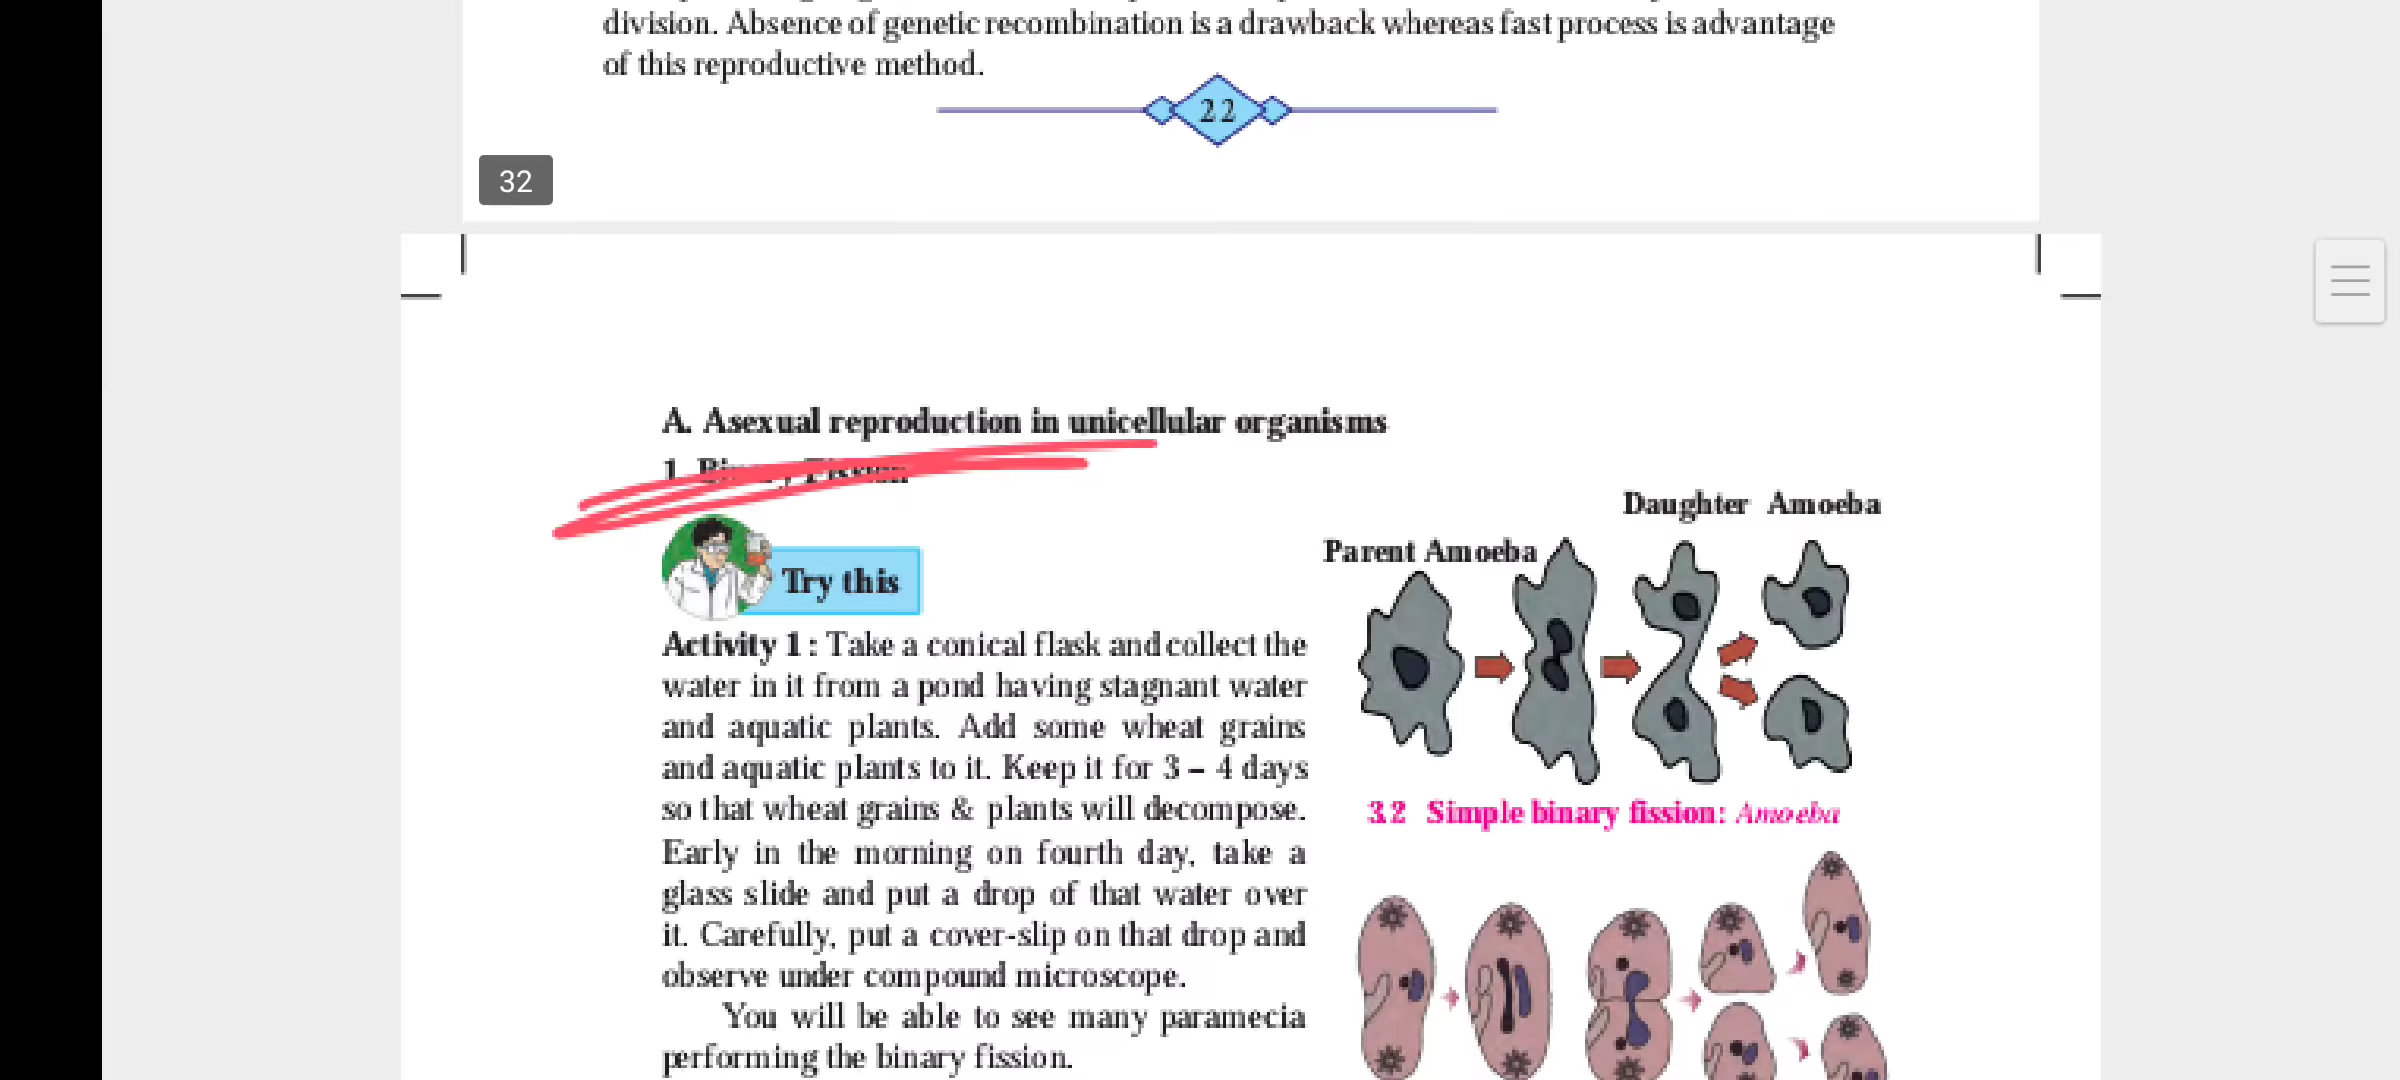 division. Absence of genetic recombination is a drawback whereas fast process is advantage
of this reproductive method.
22
32
A. Asexual reproduction in unicellular organisms
1. Binary Fission
Try this
Daughter Amoeba
Parent Amoeba
Activity 1 : Take a conical flask and collect the
water in it from a pond having stagnant water
and aquatic plants. Add some wheat grains
and aquatic plants to it. Keep it for 3 – 4 days
so that wheat grains & plants will decompose.
Early in the morning on fourth day, take a
glass slide and put a drop of that water over
it. Carefully, put a cover-slip on that drop and
observe under compound microscope.
You will be able to see many paramecia
performing the binary fission.
3.2 Simple binary fission: Amoeba